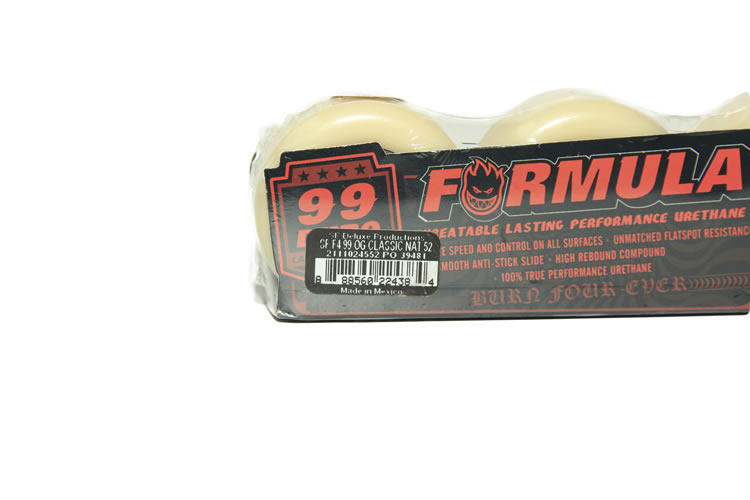 99
FORMULA
LASTING PERFORMANCE URETHANE
SPEED AND CONTROL ON ALL SURFACES - UNMATCHED FLATSPOT RESISTANC
MOOTH ANTI-STICK SLIDE - HIGH REBOUND COMPOUND
100% TRUE PERFORMANCE URETHANE
BURN FOUR EVER
SF Deluxe Productions
SF F4 99 OG CLASSIC NAT 52
2111024552 PO 39481
8 88560 22438 4
Made in Mexico